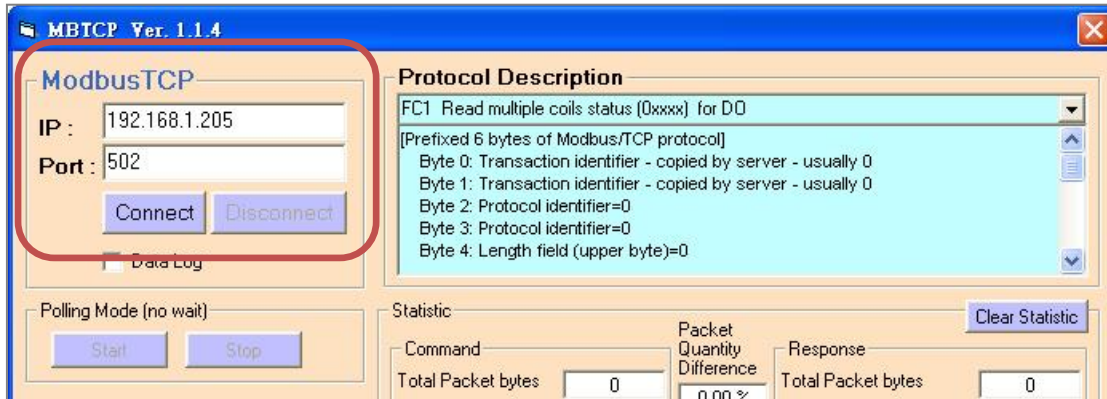 MBTCP Ver. 1.1.4
ModbusTCP
IP : 192.168.1.205
Port : 502
Connect Disconnect
Data Log
Protocol Description
FC1 Read multiple coils status (0xxxx) for DO
[Prefixed 6 bytes of Modbus/TCP protocol]
Byte 0: Transaction identifier - copied by server - usually 0
Byte 1: Transaction identifier - copied by server - usually 0
Byte 2: Protocol identifier=0
Byte 3: Protocol identifier=0
Byte 4: Length field (upper byte)=0
Polling Mode (no wait)
Start Stop
Statistic
Clear Statistic
Command
Total Packet bytes 0
Packet
Quantity
Difference
0.00 %
Response
Total Packet bytes 0